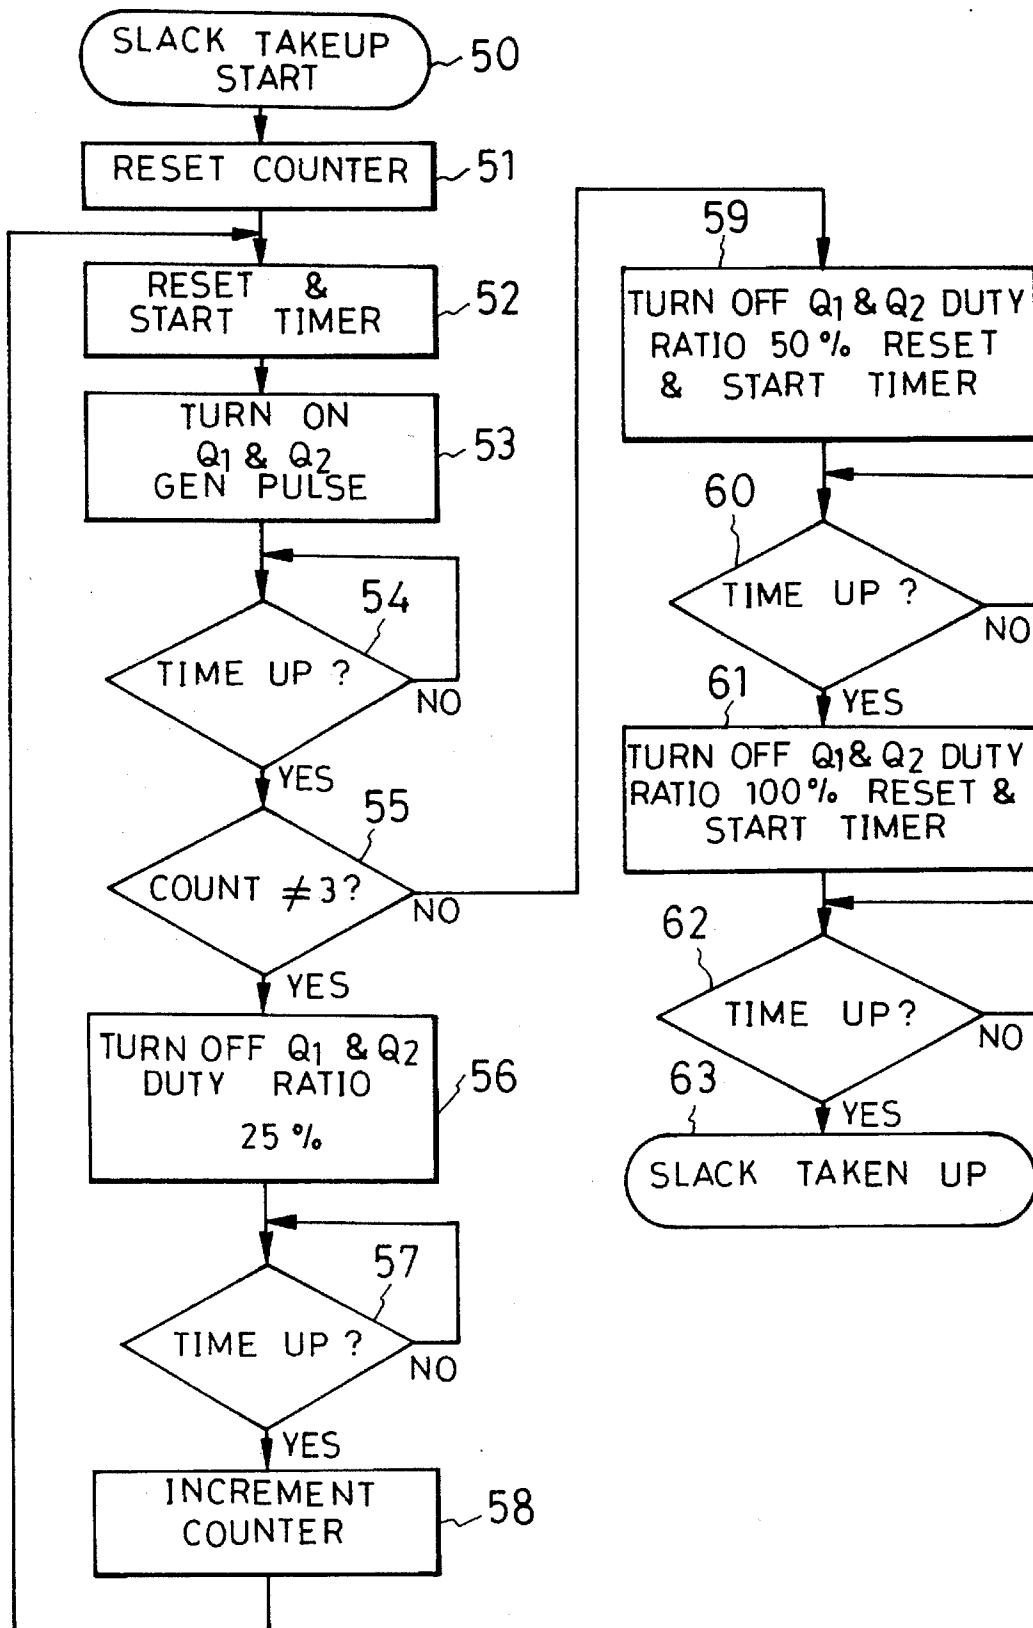 SLACK TAKEUP
START
50
RESET COUNTER
51
RESET &
START TIMER
52
TURN ON
Q1 & Q2
GEN PULSE
53
54
TIME UP ?
NO
YES
55
COUNT ≠ 3?
NO
YES
TURN OFF Q1 & Q2
DUTY RATIO
25 %
56
57
TIME UP ?
NO
YES
INCREMENT
COUNTER
58
59
TURN OFF Q1 & Q2 DUTY
RATIO 50 % RESET
& START TIMER
60
TIME UP ?
NO
YES
61
TURN OFF Q1 & Q2 DUTY
RATIO 100 % RESET &
START TIMER
62
TIME UP ?
NO
YES
63
SLACK TAKEN UP